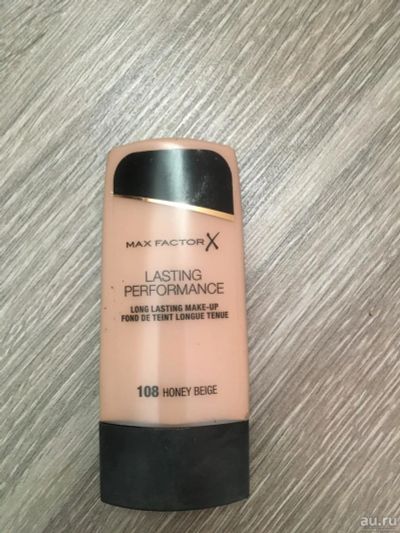 MAX FACTOR X
LASTING
PERFORMANCE
LONG LASTING MAKE-UP
FOND DE TEINT LONGUE TENUE
108 HONEY BEIGE
au.ru